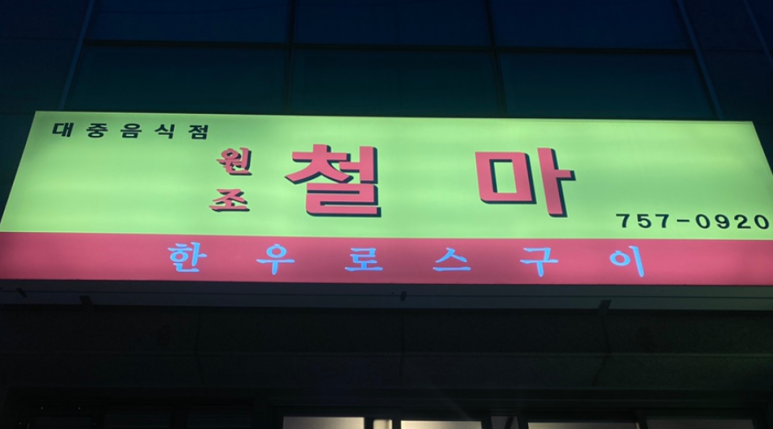 대중음식점
원조 철마
757-0920
한우로스구이